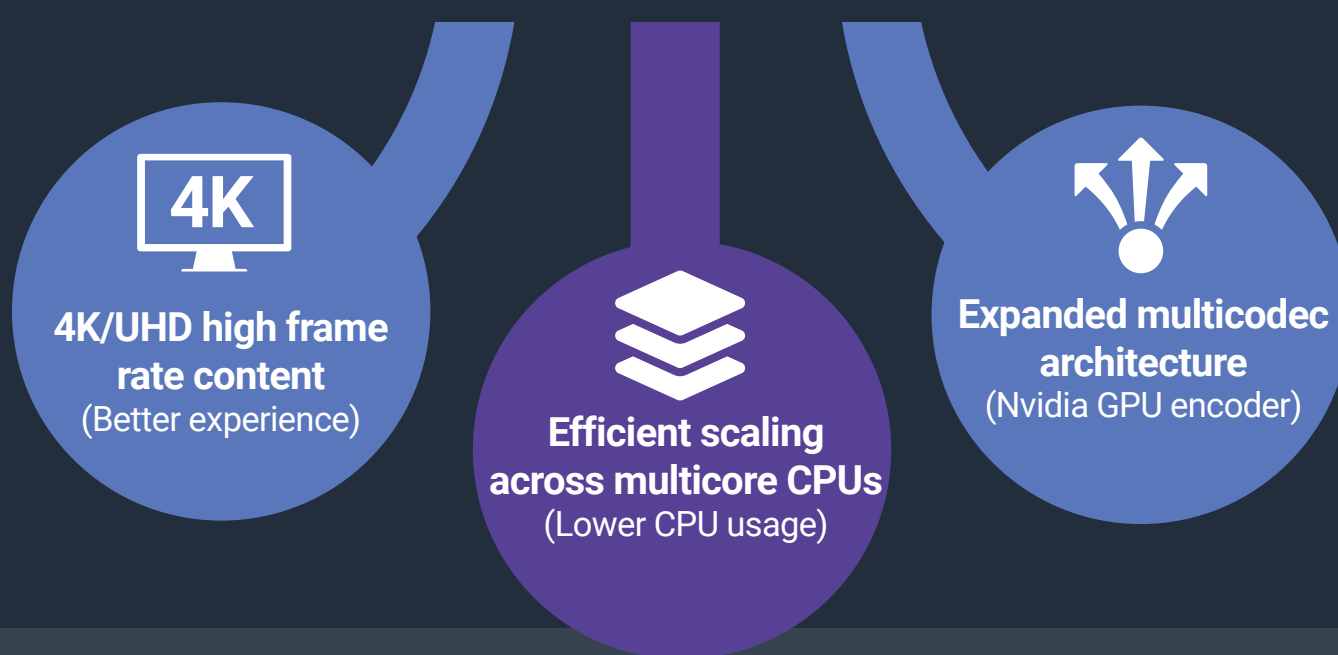 4K
4K/UHD high frame
rate content
(Better experience)
Efficient scaling
across multicore CPUs
(Lower CPU usage)
Expanded multicodec
architecture
(Nvidia GPU encoder)